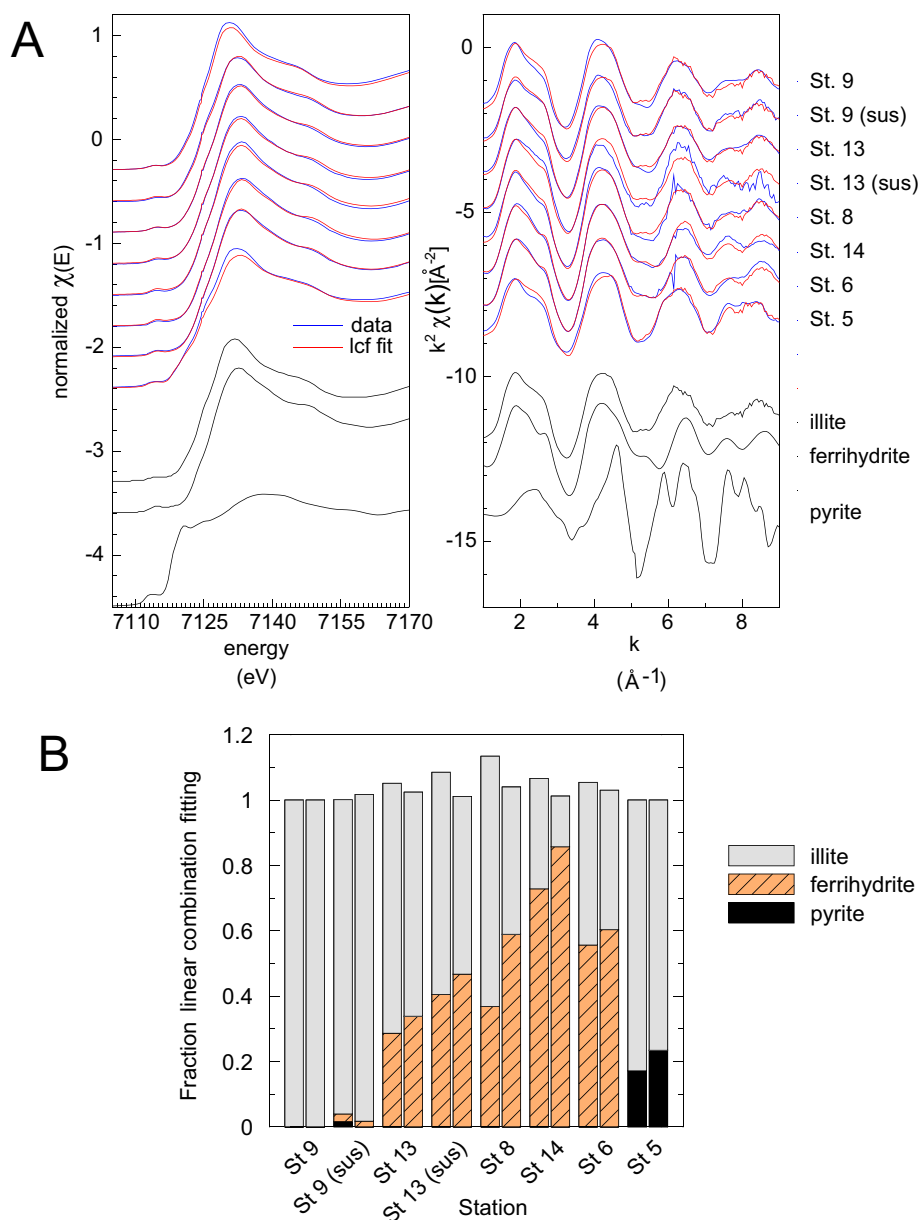 A
1
0
-1
-2
-3
-4
normalized χ(E)
7110 7125 7140 7155 7170
energy
(eV)
data
lcf fit
0
-5
-10
-15
k² χ(k)[Å⁻²]
2 4 6 8
k
(Å⁻¹)
St. 9
St. 9 (sus)
St. 13
St. 13 (sus)
St. 8
St. 14
St. 6
St. 5
illite
ferrihydrite
pyrite
B
1.2
1
0.8
0.6
0.4
0.2
0
Fraction linear combination fitting
St 9
St 9 (sus)
St 13
St 13 (sus)
St 8
St 14
St 6
St 5
Station
illite
ferrihydrite
pyrite